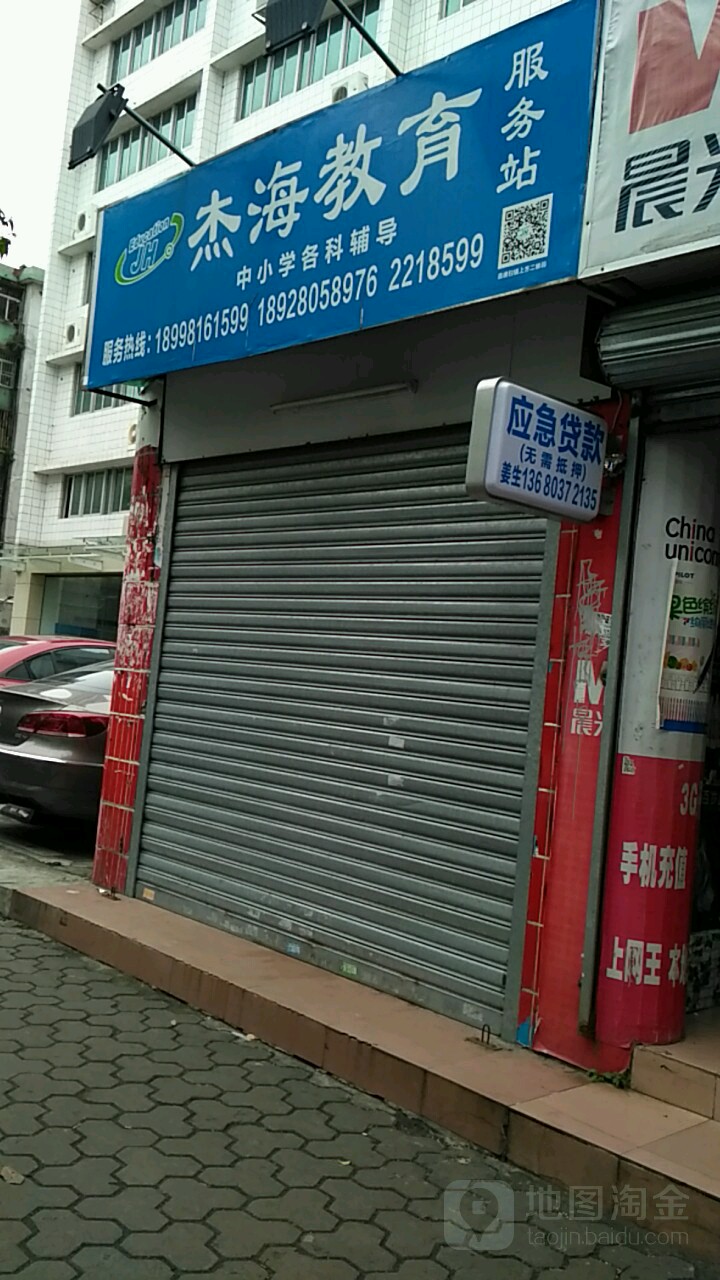 Education
JH
杰海教育
服务站
中小学各科辅导
服务热线:18998161599 18928058976 2218599
晨光
应急贷款
(无需抵押)
姜生136 8037 2135
China
unicom
PILOT
晨光
3G
手机充值
上网王
地图淘金
taojin.baidu.com